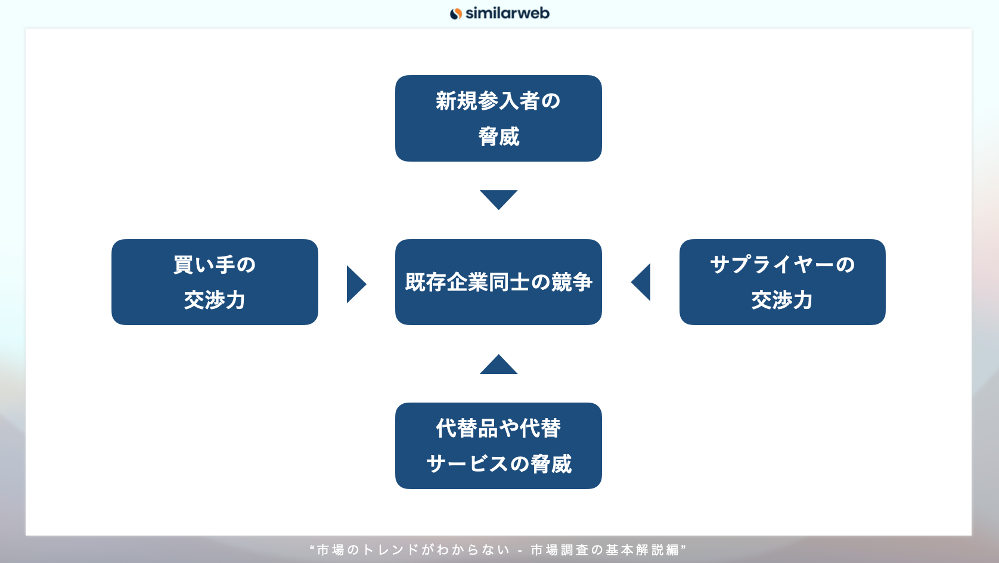 similarweb
新規参入者の
脅威
買い手の
交渉力
既存企業同士の競争
サプライヤーの
交渉力
代替品や代替
サービスの脅威
“市場のトレンドがわからない - 市場調査の基本解説編”